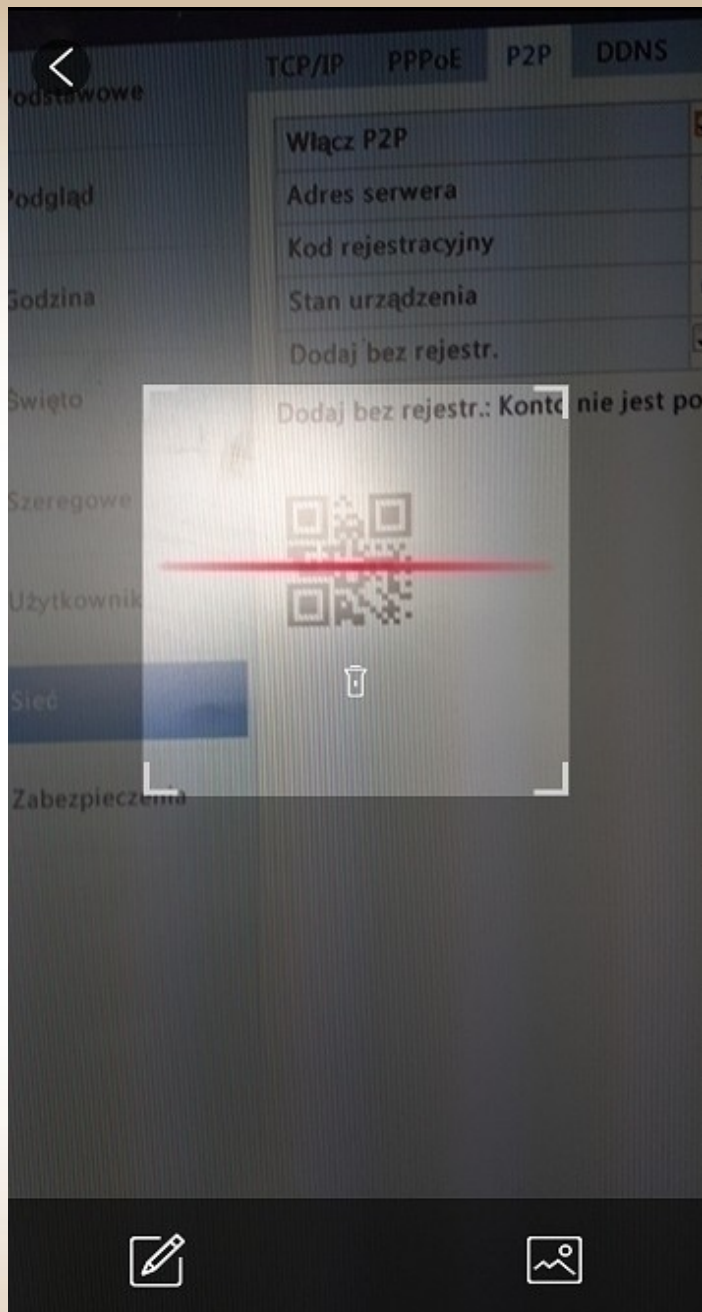 TCP/IP PPPoE P2P DDNS
Podstawowe
Włącz P2P
Podgląd
Adres serwera
Kod rejestracyjny
Godzina
Stan urządzenia
Dodaj bez rejestr.
Święto
Dodaj bez rejestr.: Konto nie jest po
Szeregowe
Użytkownik
Sieć
Zabezpieczenia